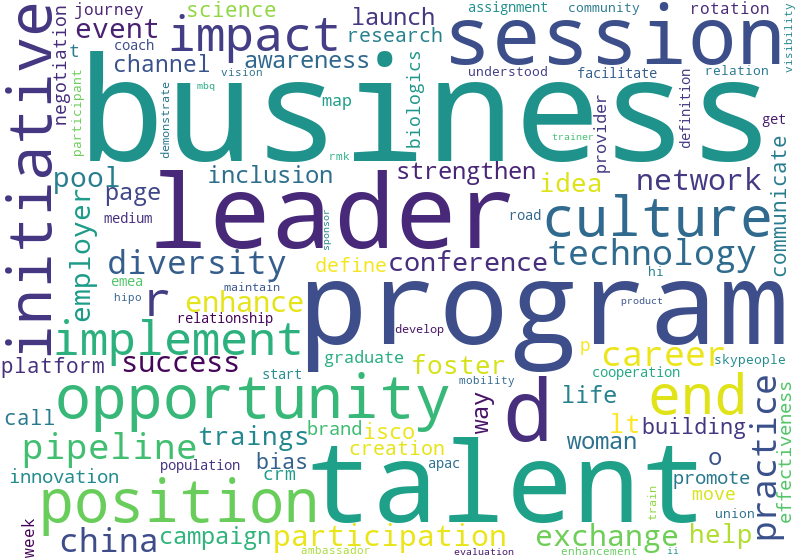 journey
science
assignment
community
rotation
visibility
initiative
negotiation
event
impact
launch
session
coach
research
t
channel
awareness
vision
understood
facilitate
relation
participant
demonstrate
mbq
business
map
biologics
trainer
provider
definition
get
rmk
pool
inclusion
strengthen
idea
network
communicate
page
leader
employer
medium
sponsor
road
culture
diversity
define
conference
technology
emea
hi
maintain
hipo
r
enhance
program
product
relationship
develop
implement
success
platform
graduate
foster
p
career
skypeople
start
cooperation
mobility
opportunity
d
end
life
way
practice
effectiveness
call
brand
isco
lt
building
pipeline
traings
creation
woman
population
bias
talent
apac
o
innovation
crm
promote
position
move
train
union
week
china
campaign
participation
exchange
help
ambassador
evaluation
enhancement
ii